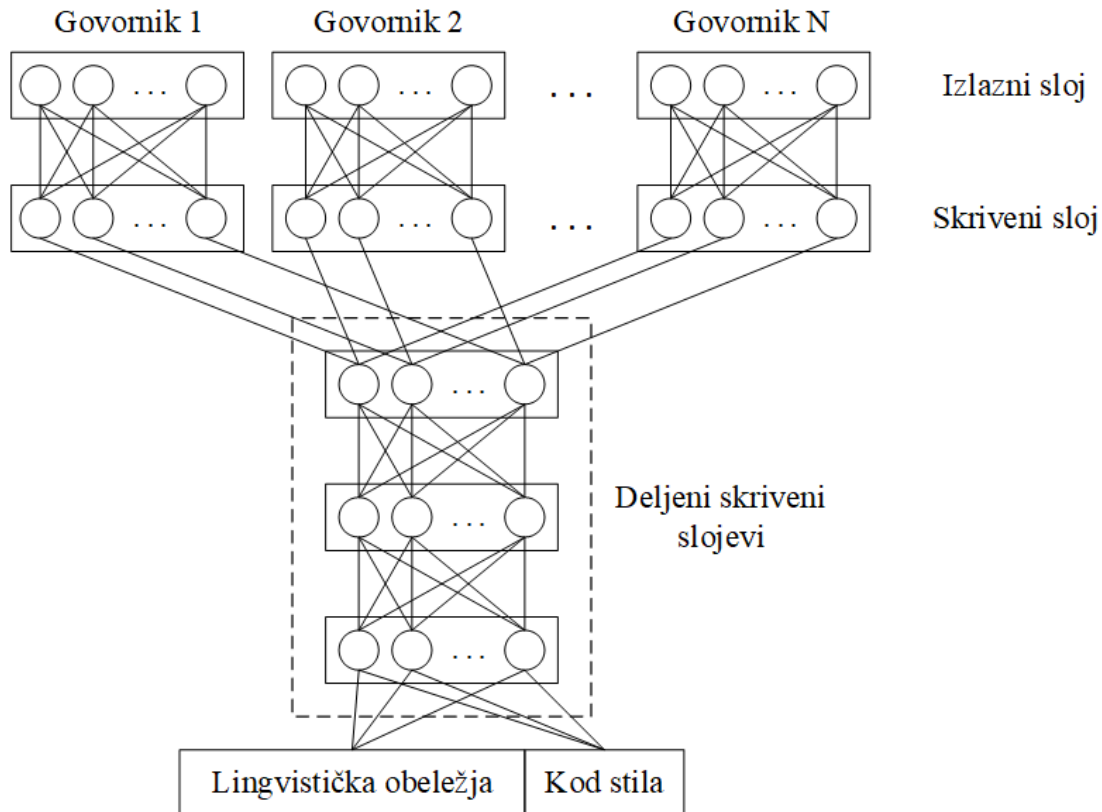 Govornik 1
Govornik 2
Govornik N
. . .
. . .
. . .
. . .
Izlazni sloj
. . .
. . .
. . .
. . .
Skriveni sloj
. . .
. . .
Deljeni skriveni
slojevi
. . .
Lingvistička obeležja
Kod stila